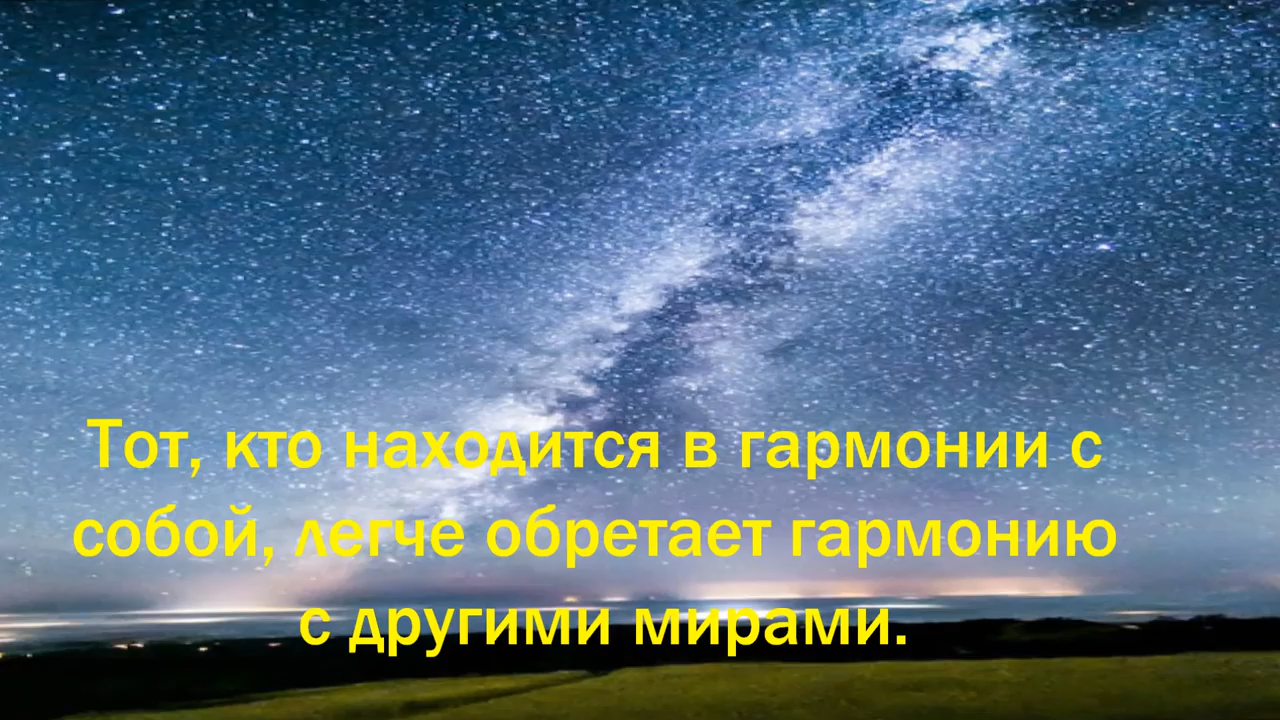 Тот, кто находится в гармонии с
собой, легче обретает гармонию
с другими мирами.